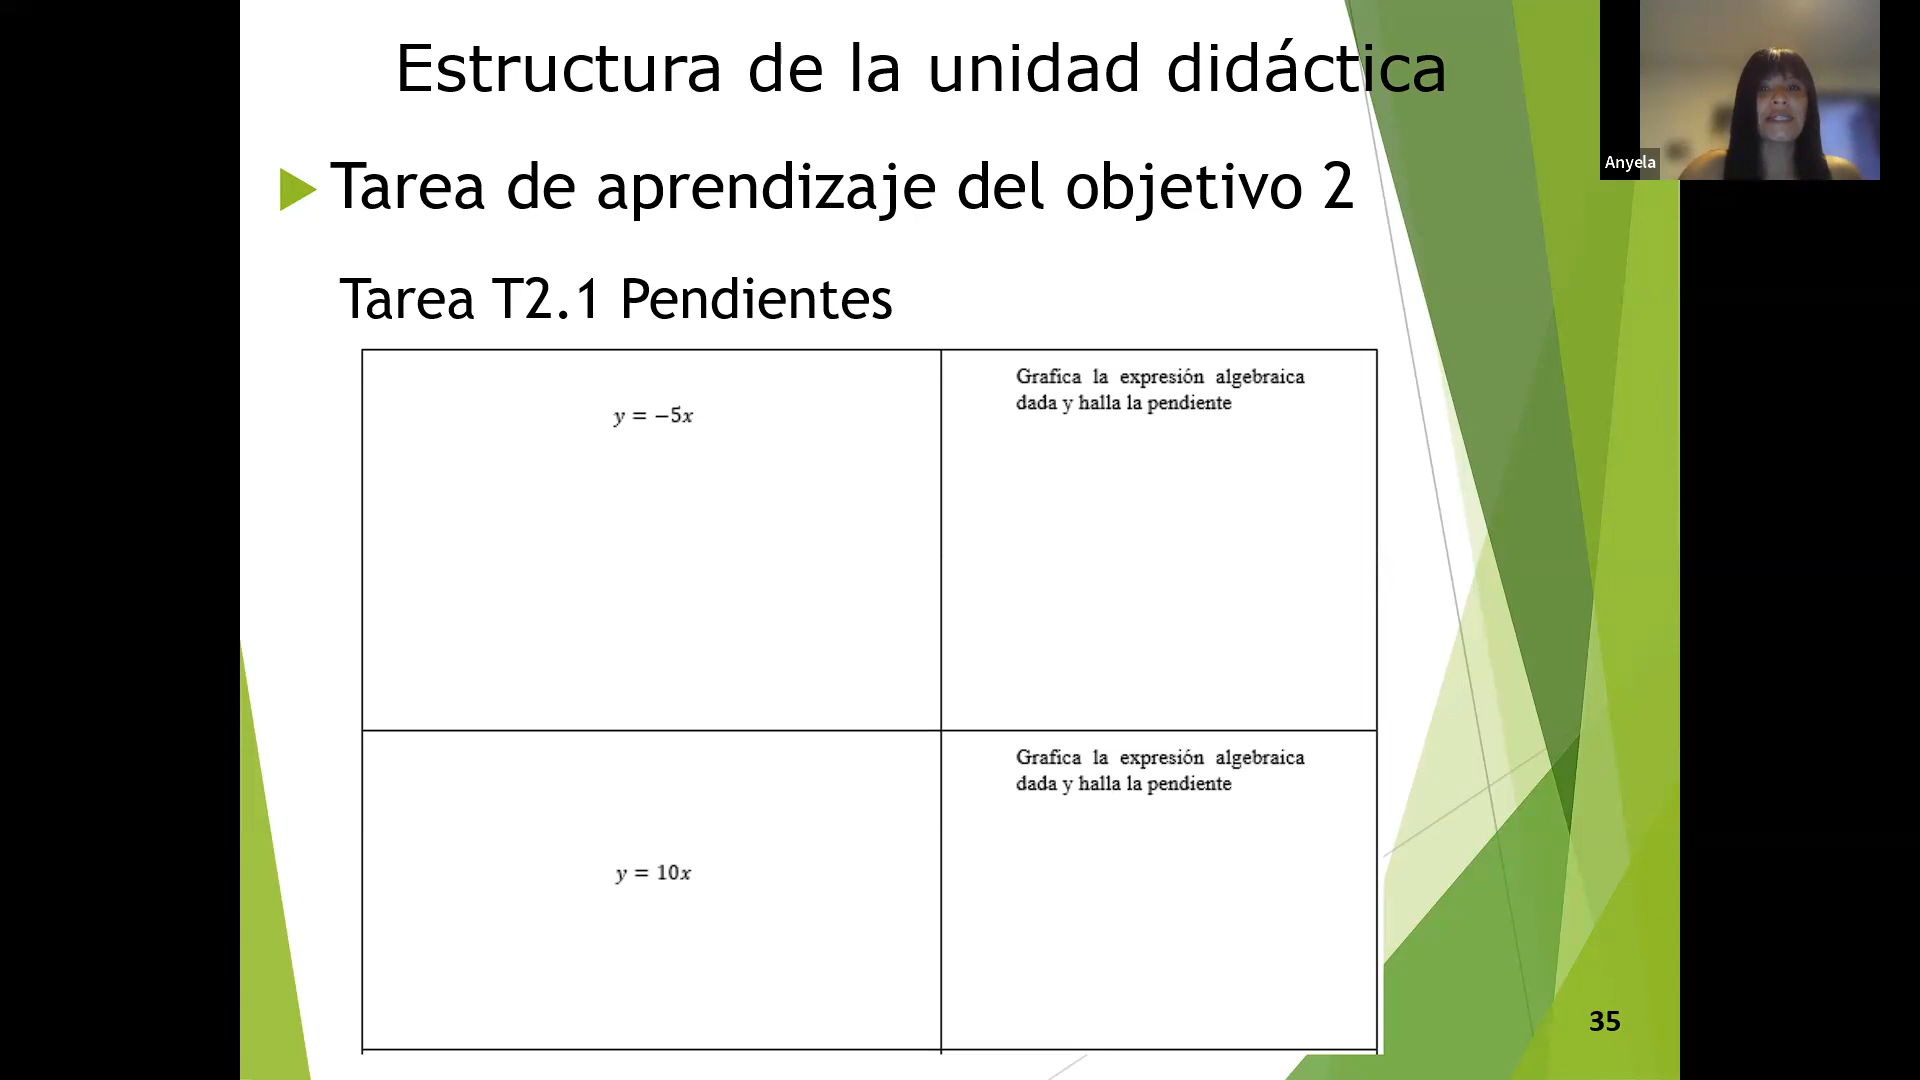 Estructura de la unidad didáctica
Anyela
Tarea de aprendizaje del objetivo 2
Tarea T2.1 Pendientes
y = −5x
Grafica la expresión algebraica
dada y halla la pendiente
y = 10x
Grafica la expresión algebraica
dada y halla la pendiente
35